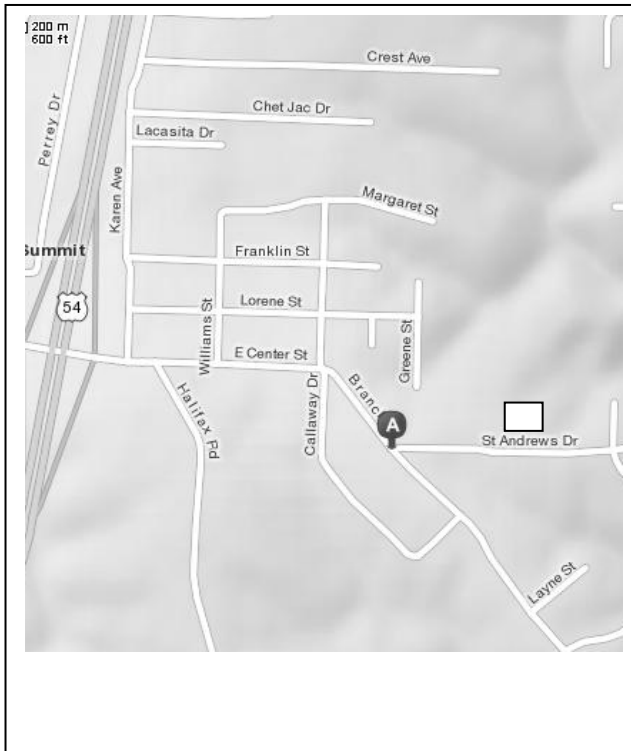 200 m
600 ft
Crest Ave
Perrey Dr
Chet Jac Dr
Lacasita Dr
Karen Ave
Margaret St
Summit
Franklin St
54
Lorene St
Williams St
Greene St
E Center St
Branc
Halifax Rd
Callaway Dr
A
St Andrews Dr
Layne St